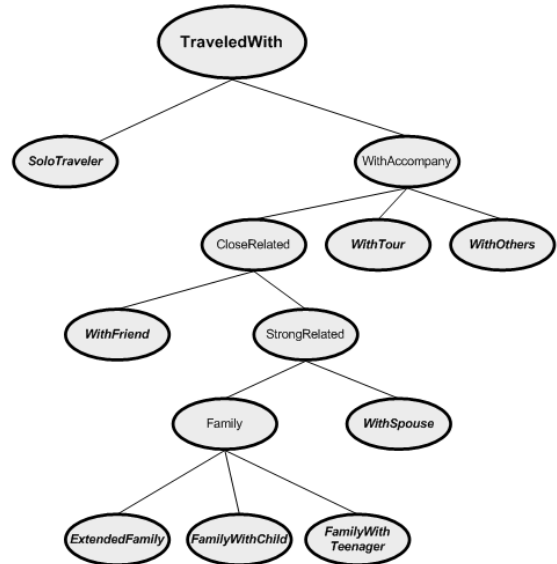 TraveledWith
SoloTraveler
WithAccompany
CloseRelated
WithTour
WithOthers
WithFriend
StrongRelated
Family
WithSpouse
ExtendedFamily
FamilyWithChild
FamilyWith
Teenager